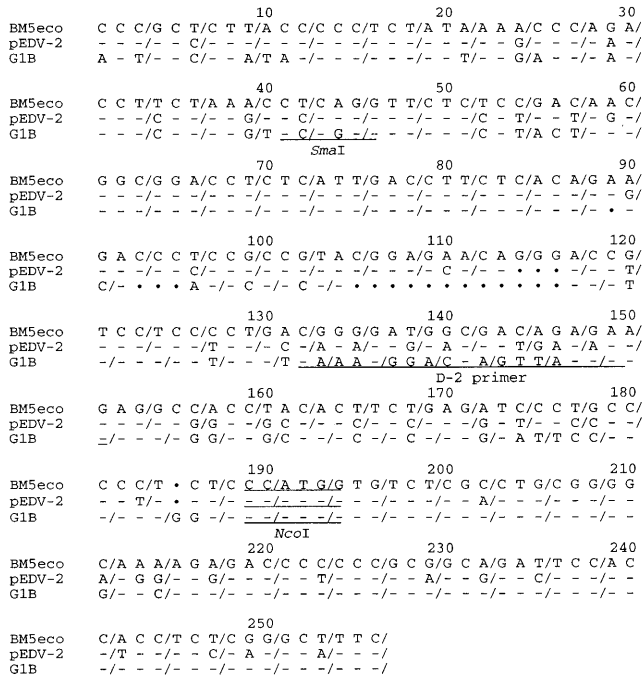 10 20 30
BM5eco C C C/G C T/C T T/A C C/C C C/T C T/A T A/A A A/C C C/A G A/
pEDV-2 - - -/- - C/- - -/- - -/- - -/- - -/- - -/- G -/- - -/- A -/
G1B A - T/- - C/- - A/T A -/- - -/- - -/- T -/- G A/- - -/- A -/
40 50 60
BM5eco C C T/T C T/A A A/C C T/C A G/G T T/C T C/T C C/G A C/A A C/
pEDV-2 - - -/C - -/- - G/- - -/- - -/- - -/- - -/C - T/- - T/- G -/
G1B - - -/C - -/- - G/T - C/- G -/- - -/- - -/C - T/A C T/- - -/
SmaI
70 80 90
BM5eco G G C/G G A/C C T/C T C/A T T/G A C/C T T/C T C/A C A/G A A/
pEDV-2 - - -/- - -/- - -/- - -/- - -/- - -/- - -/- - -/- - -/- - G/
G1B - - -/- - -/- - -/- - -/- - -/- - -/- - -/- - -/- - -/- • -/
100 110 120
BM5eco G A C/C C T/C C G/C C G/T A C/G G A/G A A/C A G/G G A/C C G/
pEDV-2 - - -/- - C/- - -/- - -/- - -/- - -/- C -/- - • • • -/- - T/
G1B C/- • • • A/- - C/- - C/- - • • • • • • • • • • • • -/- - T
130 140 150
BM5eco T C C/T C C/C C T/G A C/G G G/G A T/G G C/G A C/A G A/G A A/
pEDV-2 - - -/- - -/T - -/- - C/- A -/A - -/G - A/- - -/T G A/- A -/
G1B -/- - -/- - -/T - -/- T/- A/A A -/G G A/C - A/G T T/A - -/- -
D-2 primer
160 170 180
BM5eco G A G/G C C/A C C/T A C/A C T/T C T/G A G/A T C/C C T/G C C/
pEDV-2 - - -/- - -/G G/- - G C/- - -/C - -/C - -/- - G/- T - -/C C/- -
G1B -/- - -/- - G G/- - -/G C/- - -/C - -/C - -/- G/- A T/T C C/- -
190 200 210
BM5eco C C C/T • C T/C C C/A T G/G T G/T C T/C G C/C T G/C G G/G G
pEDV-2 - - T/- • - -/- - -/- - -/- - -/- - -/- - -/A - -/- - -/- -
G1B -/- - -/G G - -/- - -/- - -/- - -/- - -/- - -/- - -/- - -/- -
NcoI
220 230 240
BM5eco C/A A A/A G A/G A C/C C C/C C C/G C G/G C A/G A T/T C C/A C
pEDV-2 A/- G G/- - G/- - -/- - -/T - -/- - -/A - -/G - -/C - -/- -
G1B G/- - C/- - -/- - -/- - -/- - -/- - -/- - -/- - -/- - -/- -
250
BM5eco C/A C C/T C T/C G G/G C T/T T C/
pEDV-2 -/T - -/- - C/- A - -/A - -/- - -/
G1B -/- - -/- - -/- - -/- - -/- - -/